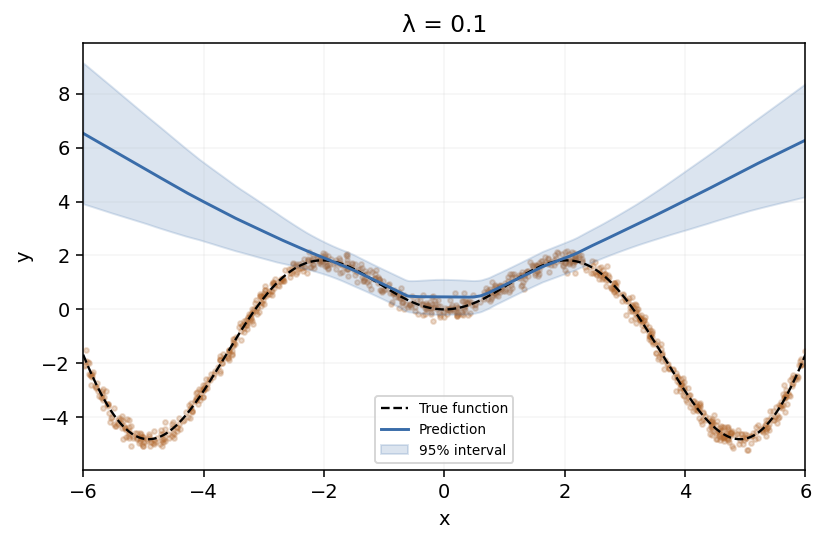 λ = 0.1
y
8
6
4
2
0
−2
−4
True function
Prediction
95% interval
−6
−4
−2
0
2
4
6
x